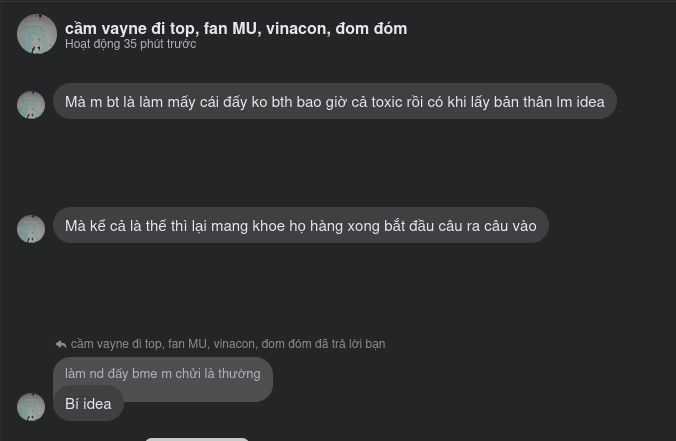 cầm vayne đi top, fan MU, vinacon, đom đóm
Hoạt động 35 phút trước
Mà m bt là làm mấy cái đấy ko bth bao giờ cả toxic rồi có khi lấy bản thân lm idea
Mà kể cả là thế thì lại mang khoe họ hàng xong bắt đầu câu ra câu vào
cầm vayne đi top, fan MU, vinacon, đom đóm đã trả lời bạn
làm nd đấy bme m chửi là thường
Bí idea